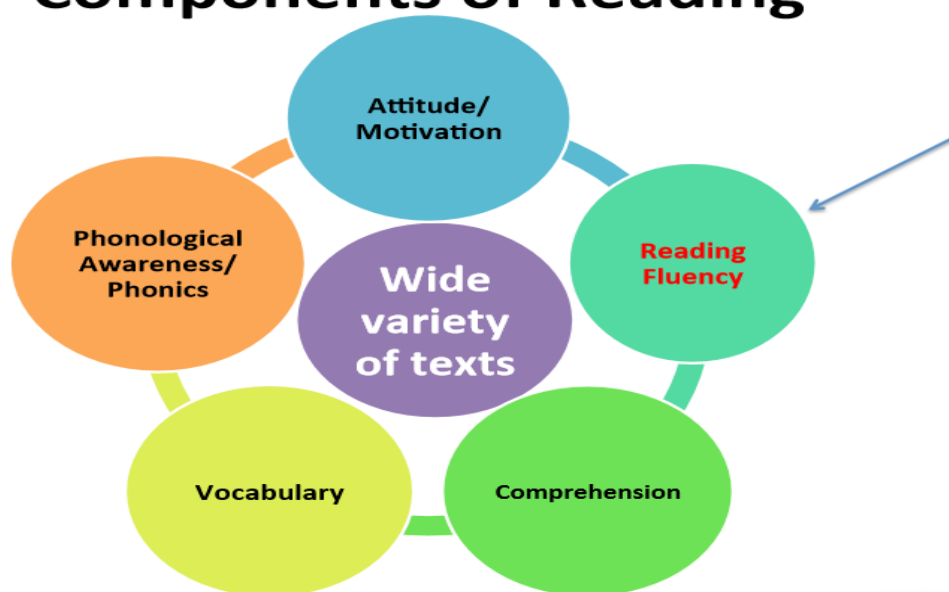 Components of Reading
Attitude/
Motivation
Phonological
Awareness/
Phonics
Reading
Fluency
Wide
variety
of texts
Vocabulary
Comprehension